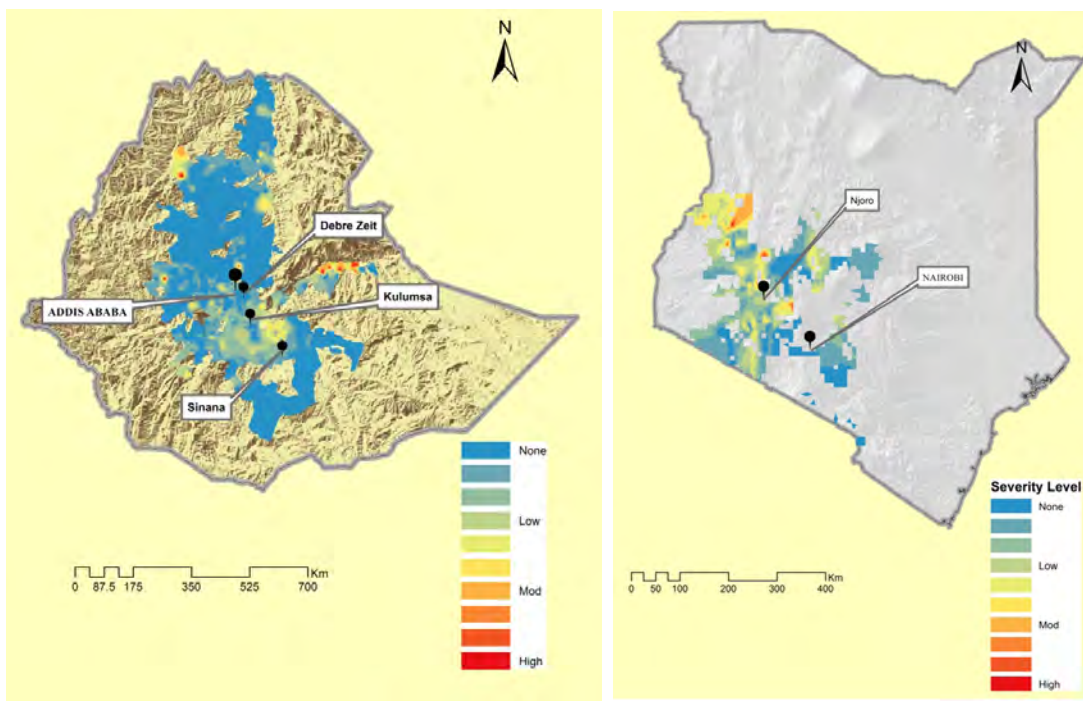 N
Debre Zeit
ADDIS ABABA
Kulumsa
Sinana
None
Low
Mod
High
Km
0 87.5 175 350 525 700
N
Njoro
NAIROBI
Severity Level
None
Low
Mod
High
Km
0 50 100 200 300 400